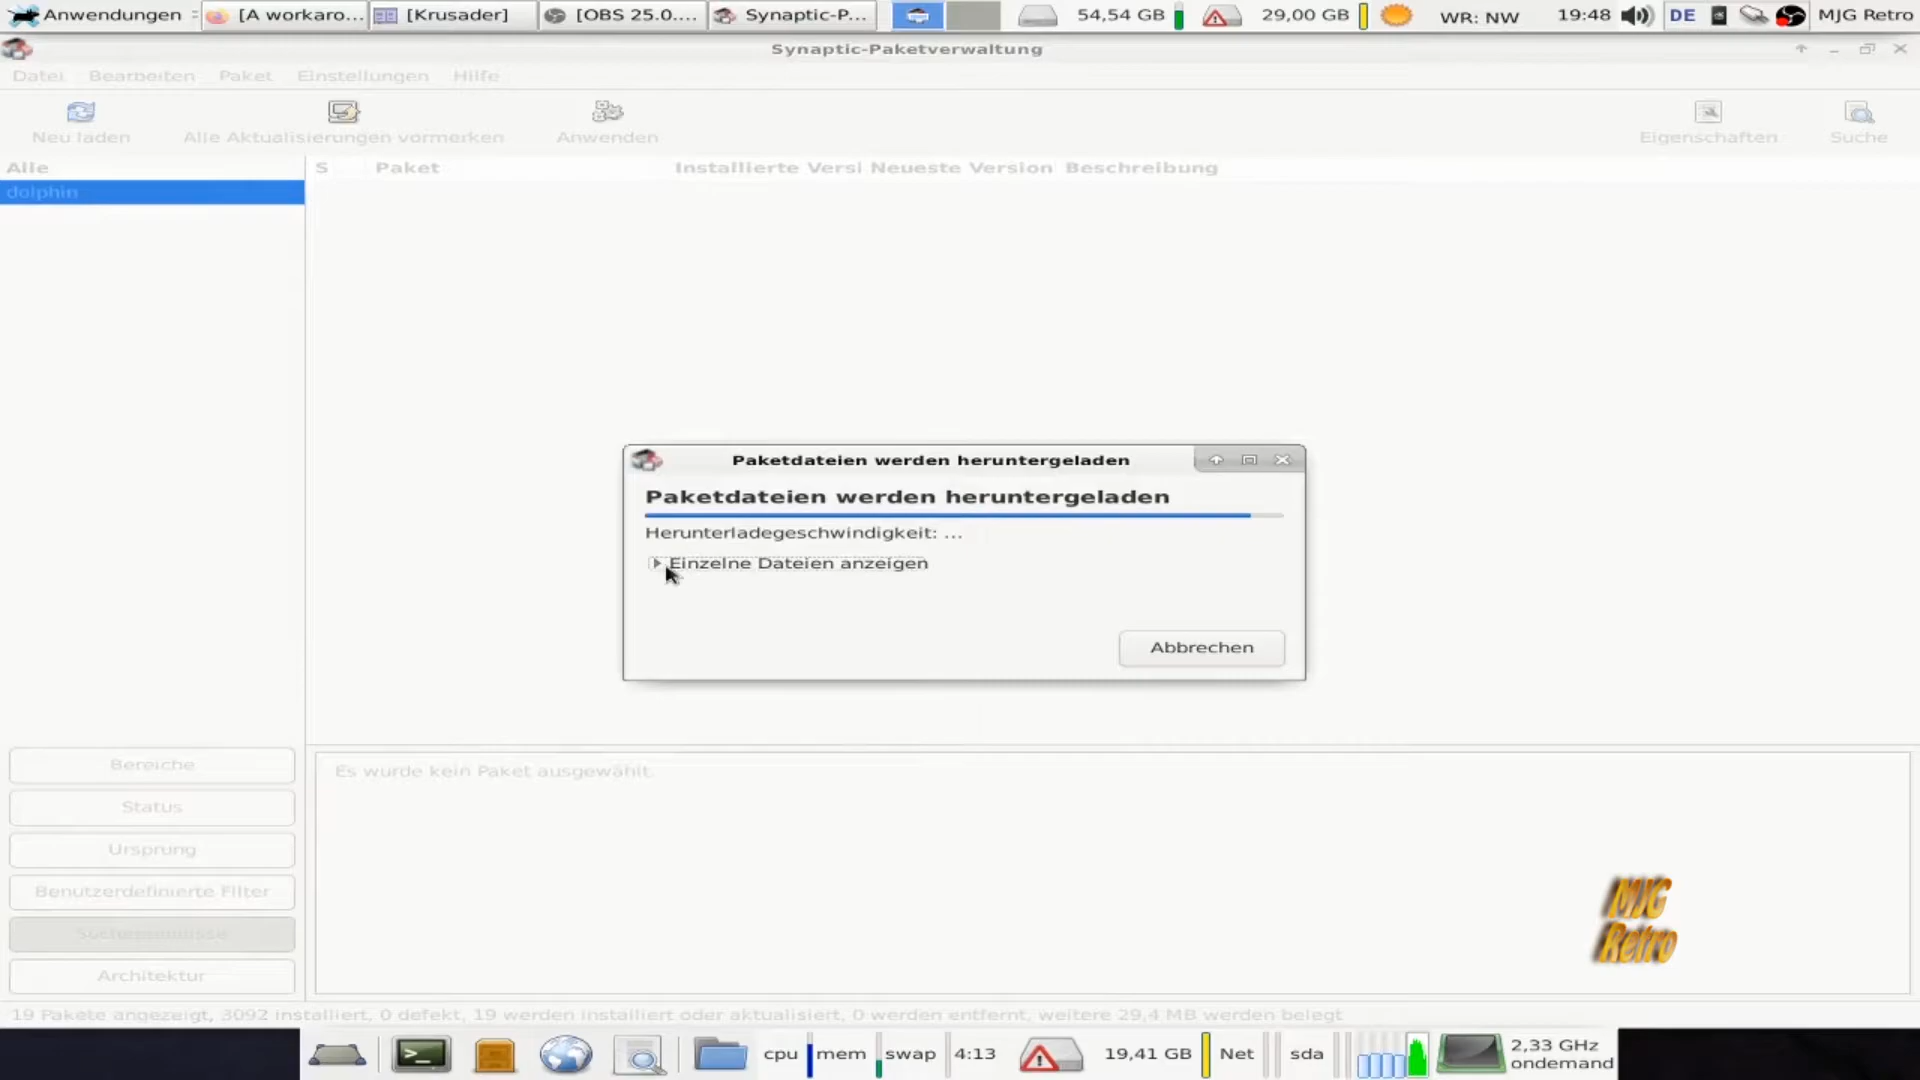 Anwendungen
[A workaro...
[Krusader]
[OBS 25.0....
Synaptic-P...
54,54 GB
29,00 GB
WR: NW
19:48
DE
MJG Retro
Synaptic-Paketverwaltung
Datei Bearbeiten Paket Einstellungen Hilfe
Neu laden
Alle Aktualisierungen vormerken
Anwenden
Eigenschaften
Suche
Alle
dolphin
S Paket Installierte Versi Neueste Version Beschreibung
Paketdateien werden heruntergeladen
Paketdateien werden heruntergeladen
Herunterladegeschwindigkeit: ...
Einzelne Dateien anzeigen
Abbrechen
Bereiche
Status
Ursprung
Benutzerdefinierte Filter
Suchergebnisse
Architektur
Es wurde kein Paket ausgewählt.
MJG
Retro
19 Pakete angezeigt, 3092 installiert, 0 defekt, 19 werden installiert oder aktualisiert, 0 werden entfernt, weitere 29,4 MB werden belegt
cpu
mem
swap
4:13
19,41 GB
Net
sda
2,33 GHz
ondemand